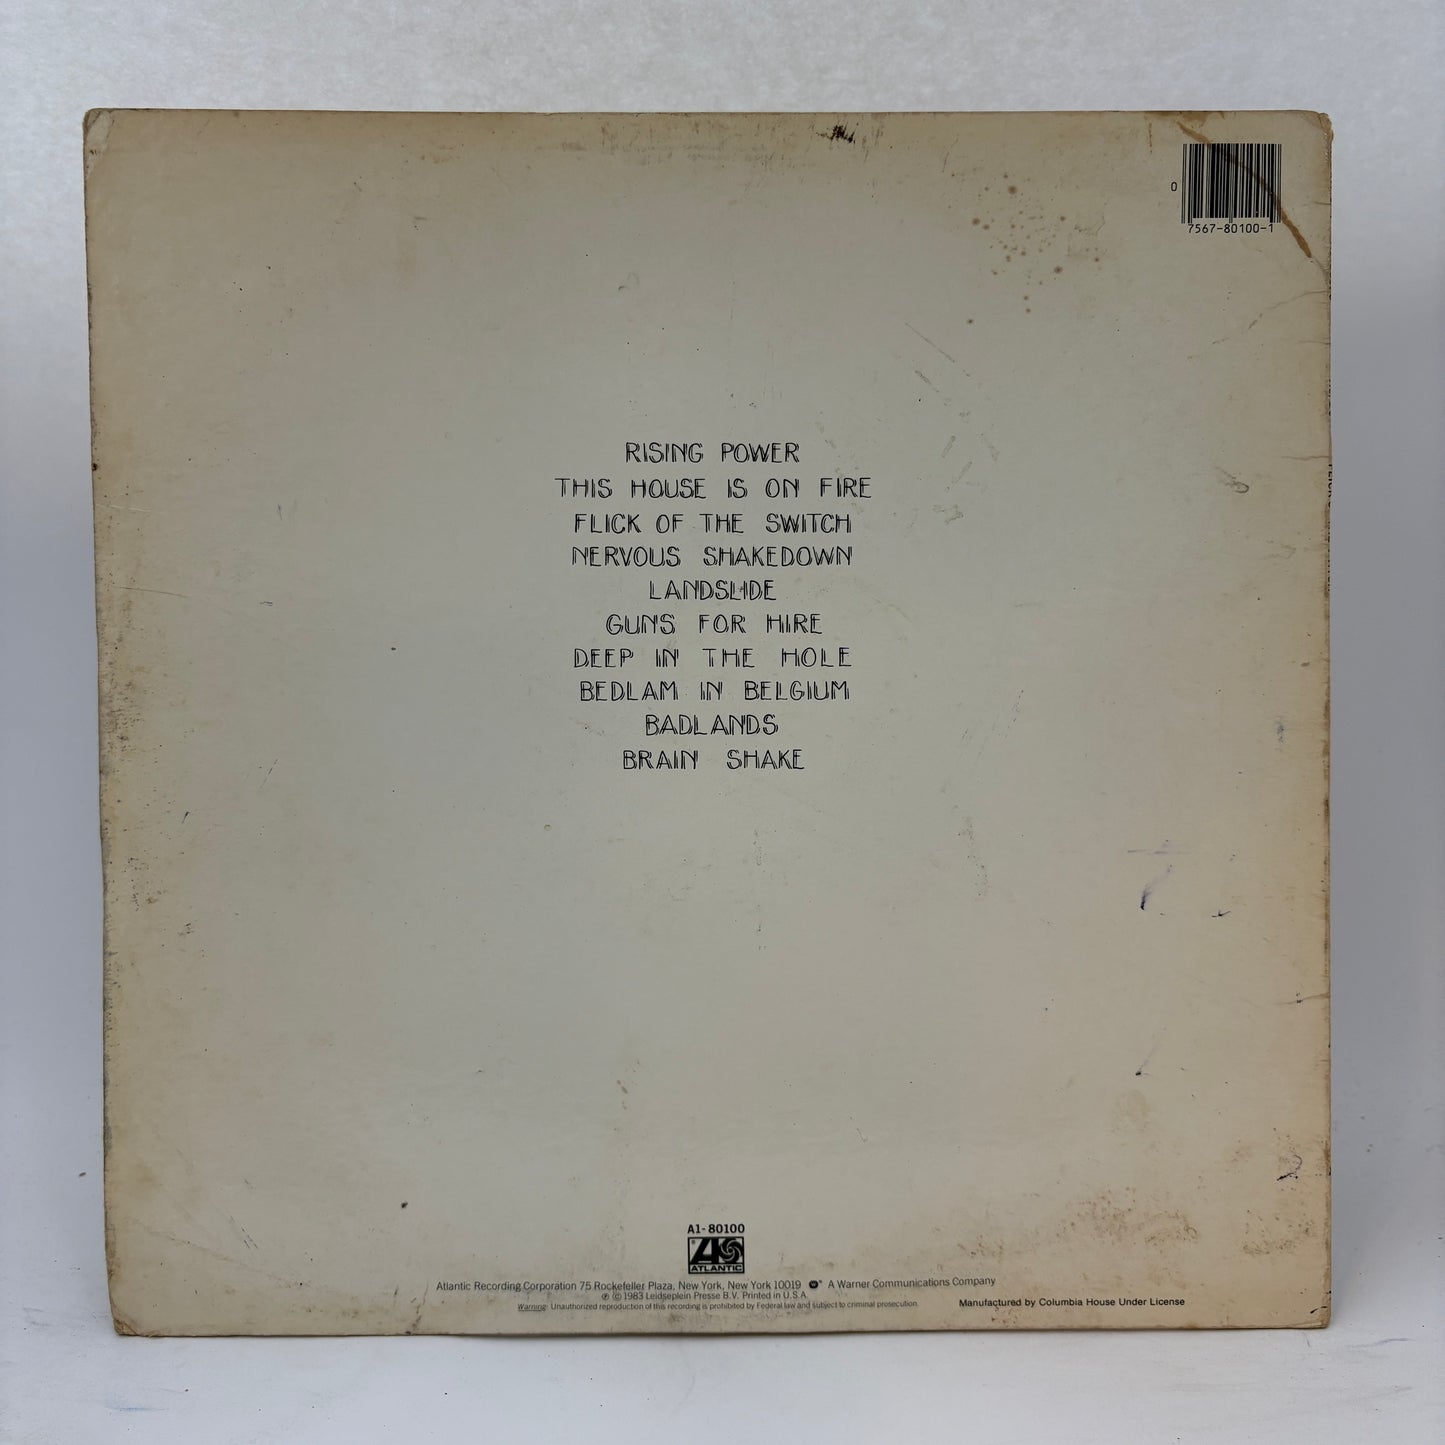 0
7567-80100-1
RISING POWER
THIS HOUSE IS ON FIRE
FLICK OF THE SWITCH
NERVOUS SHAKEDOWN
LANDSLIDE
GUNS FOR HIRE
DEEP IN THE HOLE
BEDLAM IN BELGIUM
BADLANDS
BRAIN SHAKE
A1-80100
ATLANTIC
Atlantic Recording Corporation 75 Rockefeller Plaza, New York, New York 10019 A Warner Communications Company
℗ © 1983 Leidseplein Presse B.V. Printed in U.S.A.
Warning: Unauthorized reproduction of this recording is prohibited by Federal law and subject to criminal prosecution.
Manufactured by Columbia House Under License